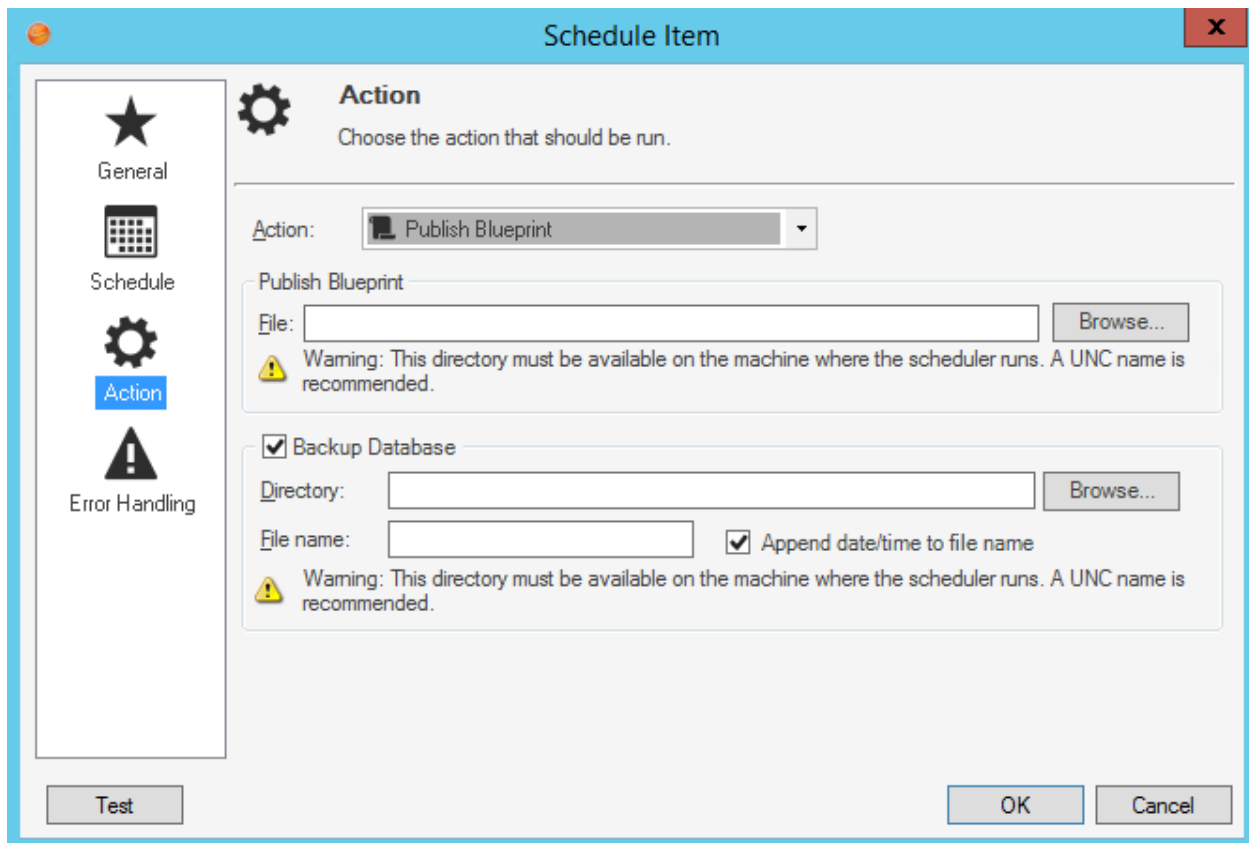 Schedule Item
x
General
Schedule
Action
Error Handling
Action
Choose the action that should be run.
Action:
Publish Blueprint
Publish Blueprint
File:
Browse...
Warning: This directory must be available on the machine where the scheduler runs. A UNC name is
recommended.
Backup Database
Directory:
Browse...
File name:
Append date/time to file name
Warning: This directory must be available on the machine where the scheduler runs. A UNC name is
recommended.
Test
OK
Cancel